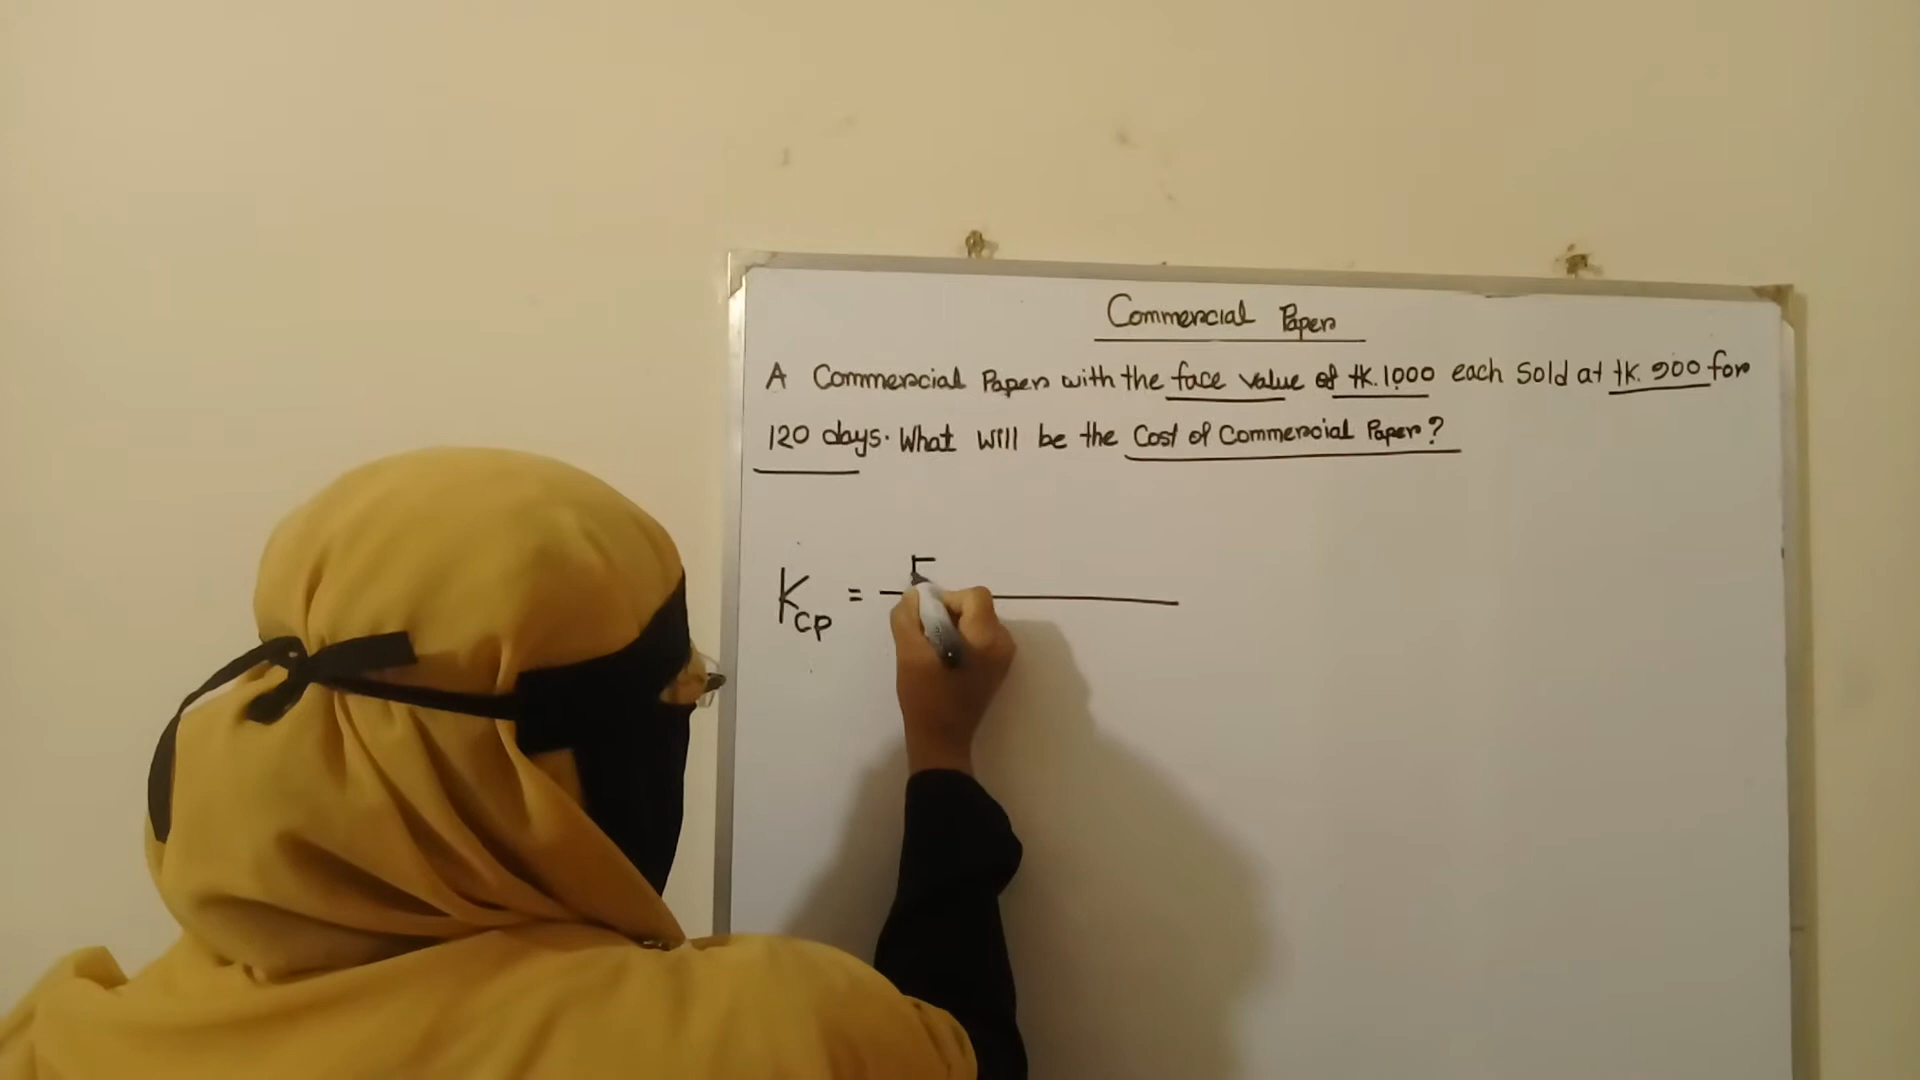 Commercial Paper
A Commercial Paper with the face value of tk. 1000 each Sold at tk. 900 for
120 days. What will be the Cost of Commercial Paper?
K_cp = F